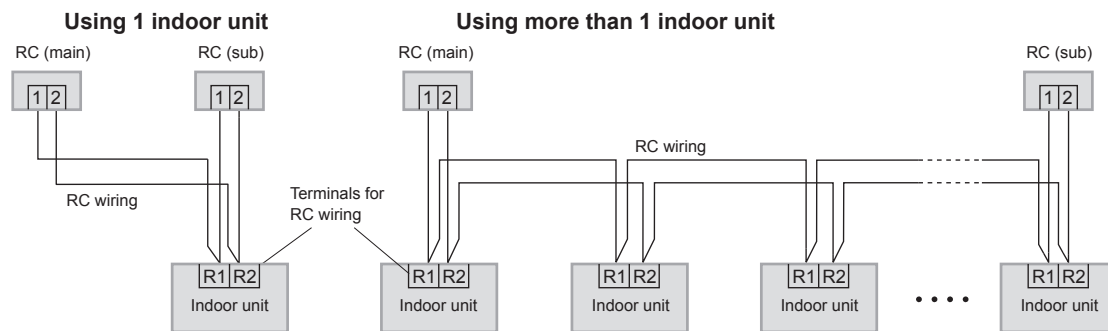 Using 1 indoor unit
Using more than 1 indoor unit
RC (main)
RC (sub)
RC (main)
RC (sub)
1 2
1 2
1 2
1 2
RC wiring
RC wiring
Terminals for
RC wiring
R1 R2
R1 R2
R1 R2
R1 R2
R1 R2
Indoor unit
Indoor unit
Indoor unit
Indoor unit
Indoor unit